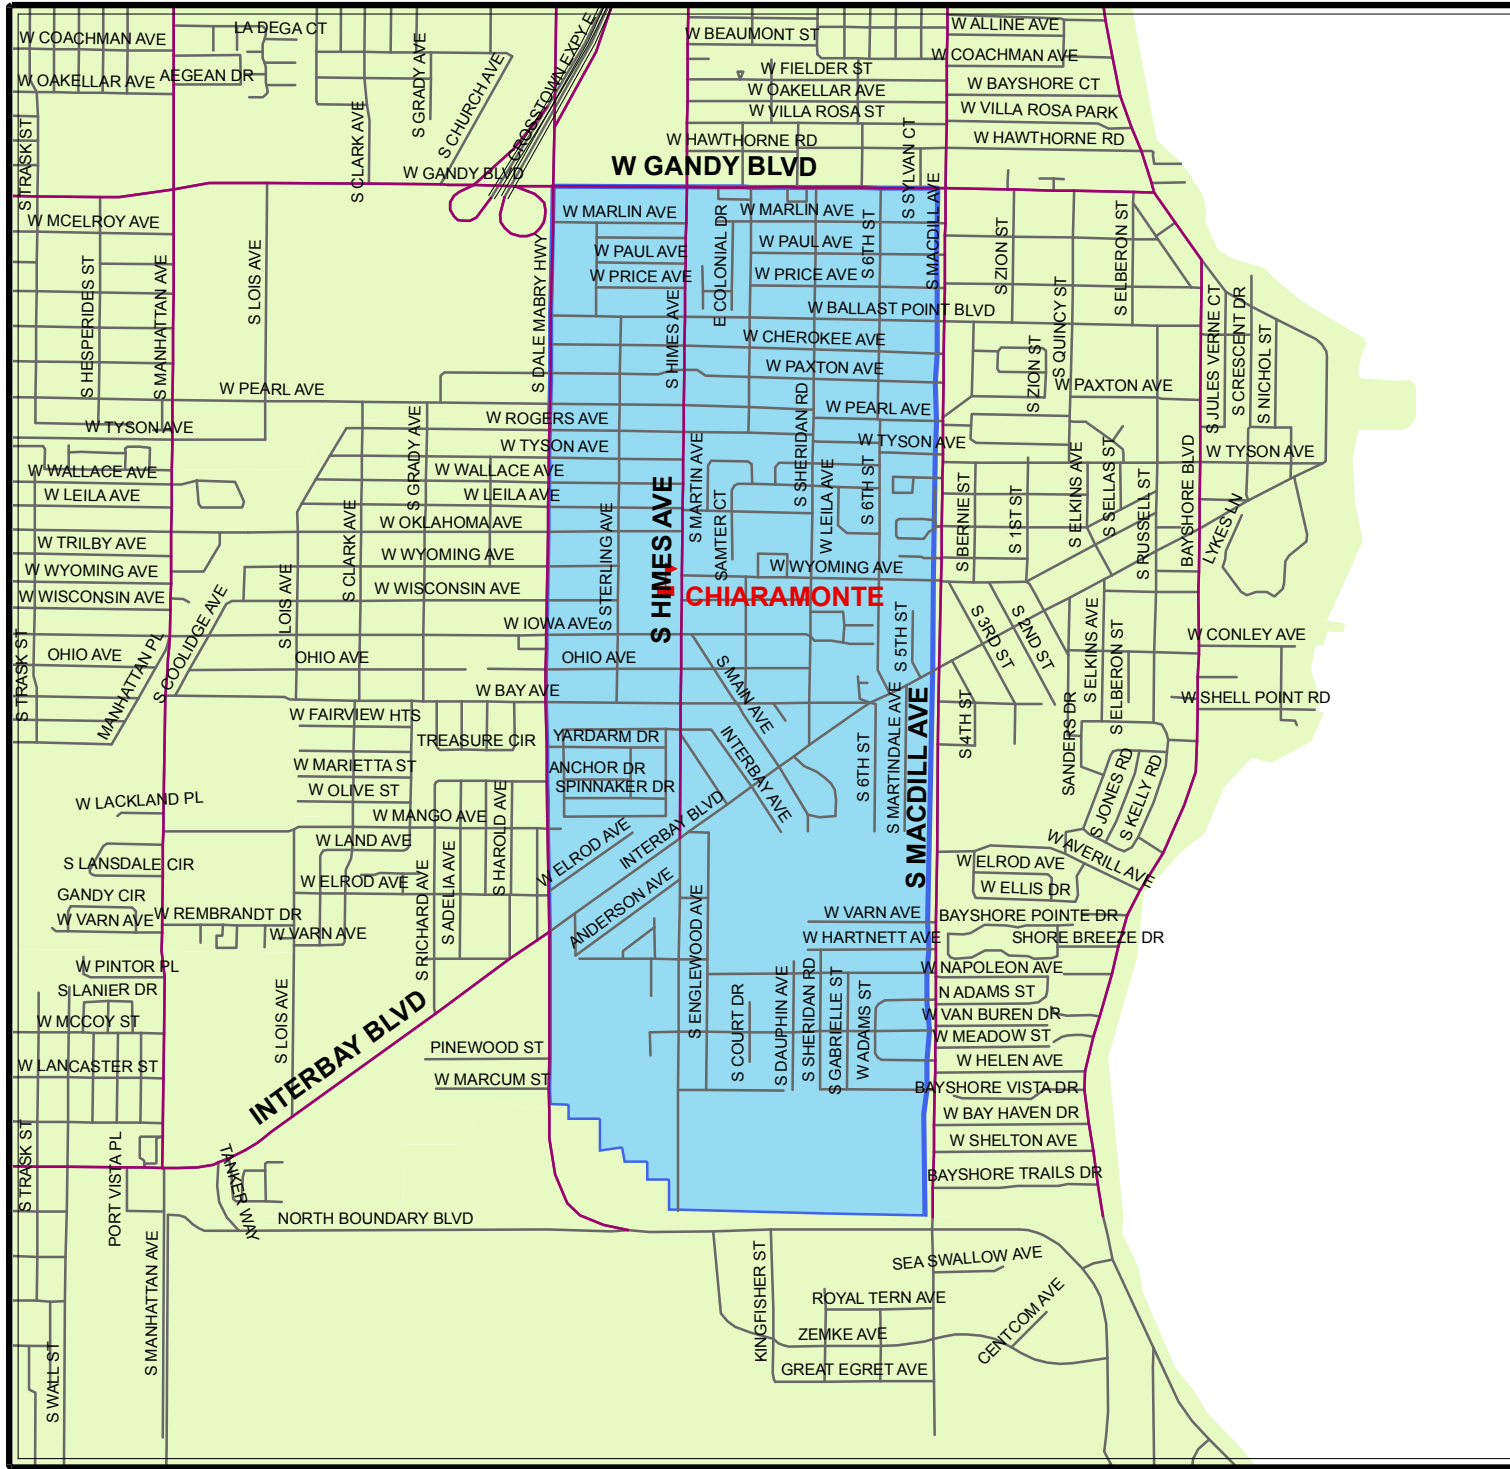 W COACHMAN AVE
LA DEGA CT
W OAKELLAR AVE
AEGEAN DR
S GRADY AVE
S CHURCH AVE
CROSSTOWN EXPY E
S CLARK AVE
S TRASK ST
W GANDY BLVD
W BEAUMONT ST
W ALLINE AVE
W COACHMAN AVE
W FIELDER ST
W BAYSHORE CT
W OAKELLAR AVE
W VILLA ROSA ST
W VILLA ROSA PARK
W HAWTHORNE RD
W HAWTHORNE RD
S SYLVAN CT
W GANDY BLVD
W MCELROY AVE
S HESPERIDES ST
S MANHATTAN AVE
S LOIS AVE
S DALE MABRY HWY
W MARLIN AVE
W MARLIN AVE
W PAUL AVE
W PAUL AVE
W PRICE AVE
W PRICE AVE
E COLONIAL DR
S 6TH ST
S MACDILL AVE
S ZION ST
S ELBERON ST
S QUINCY ST
W BALLAST POINT BLVD
S HIMES AVE
W CHEROKEE AVE
W PAXTON AVE
S ZION ST
W PAXTON AVE
S JULES VERNE CT
S CRESCENT DR
S NICHOL ST
W PEARL AVE
W PEARL AVE
W ROGERS AVE
S SHERIDAN RD
W TYSON AVE
W TYSON AVE
W TYSON AVE
W TYSON AVE
S GRADY AVE
S MARTIN AVE
W WALLACE AVE
W WALLACE AVE
W LEILA AVE
W LEILA AVE
W LEILA AVE
S 6TH ST
S BERNIE ST
S 1ST ST
S ELKINS AVE
S SELLAS ST
S RUSSELL ST
BAYSHORE BLVD
LYKES LN
W OKLAHOMA AVE
W TRILBY AVE
W WYOMING AVE
W WYOMING AVE
W WYOMING AVE
S CLARK AVE
S STERLING AVE
S HIMES AVE
SAMTER CT
W WISCONSIN AVE
W WISCONSIN AVE
CHIARAMONTE
S LOIS AVE
S COOLIDGE AVE
W IOWA AVE
S 5TH ST
S 3RD ST
S 2ND ST
S ELKINS AVE
S ELBERON ST
W CONLEY AVE
OHIO AVE
OHIO AVE
OHIO AVE
MANHATTAN PL
S TRASK ST
W BAY AVE
S MAIN AVE
S MARTINDALE AVE
S MACDILL AVE
S 4TH ST
SANDERS DR
W SHELL POINT RD
W FAIRVIEW HTS
TREASURE CIR
YARDARM DR
INTERBAY AVE
S 6TH ST
W MARIETTA ST
ANCHOR DR
SPINNAKER DR
S JONES RD
S KELLY RD
W LACKLAND PL
W OLIVE ST
W MANGO AVE
S HAROLD AVE
W ELROD AVE
INTERBAY BLVD
W LAND AVE
S LANSDALE CIR
W ELROD AVE
W AVERILL AVE
W ELROD AVE
W ELLIS DR
GANDY CIR
W VARN AVE
W REMBRANDT DR
W VARN AVE
S RICHARD AVE
S ADELIA AVE
ANDERSON AVE
S ENGLEWOOD AVE
W VARN AVE
BAYSHORE POINTE DR
W HARTNETT AVE
SHORE BREEZE DR
W PINTOR PL
W NAPOLEON AVE
S LANIER DR
N ADAMS ST
W MCCOY ST
S LOIS AVE
INTERBAY BLVD
S COURT DR
S DAUPHIN AVE
S SHERIDAN RD
S GABRIELLE ST
W ADAMS ST
W VAN BUREN DR
W MEADOW ST
PINEWOOD ST
W HELEN AVE
W LANCASTER ST
W MARCUM ST
BAYSHORE VISTA DR
W BAY HAVEN DR
W SHELTON AVE
S TRASK ST
PORT VISTA PL
TANKER WAY
BAYSHORE TRAILS DR
NORTH BOUNDARY BLVD
S MANHATTAN AVE
KINGFISHER ST
SEA SWALLOW AVE
ROYAL TERN AVE
CENTCOM AVE
ZEMKE AVE
GREAT EGRET AVE
S WALL ST